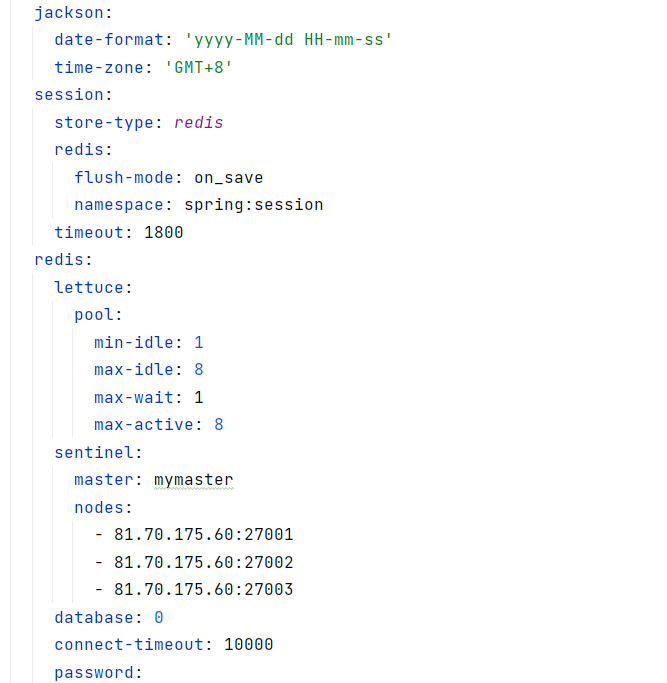 jackson:
date-format: 'yyyy-MM-dd HH-mm-ss'
time-zone: 'GMT+8'
session:
store-type: redis
redis:
flush-mode: on_save
namespace: spring:session
timeout: 1800
redis:
lettuce:
pool:
min-idle: 1
max-idle: 8
max-wait: 1
max-active: 8
sentinel:
master: mymaster
nodes:
- 81.70.175.60:27001
- 81.70.175.60:27002
- 81.70.175.60:27003
database: 0
connect-timeout: 10000
password: